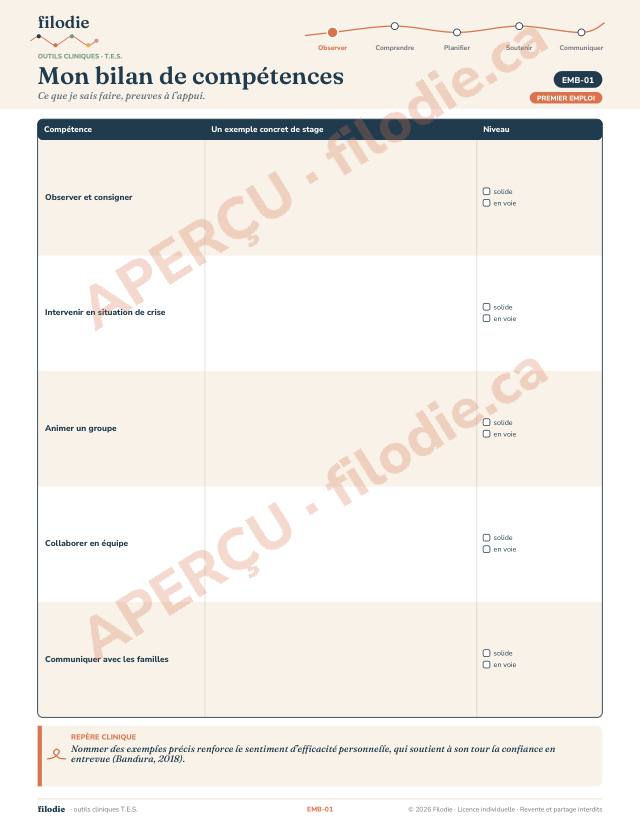 filodie
OUTILS CLINIQUES · T.E.S.
Observer Comprendre Planifier Soutenir Communiquer
Mon bilan de compétences
Ce que je sais faire, preuves à l'appui.
EMB-01
PREMIER EMPLOI
Compétence Un exemple concret de stage Niveau
Observer et consigner
solide
en voie
Intervenir en situation de crise
solide
en voie
Animer un groupe
solide
en voie
Collaborer en équipe
solide
en voie
Communiquer avec les familles
solide
en voie
APERÇU · filodie.ca
APERÇU · filodie.ca
REPÈRE CLINIQUE
Nommer des exemples précis renforce le sentiment d'efficacité personnelle, qui soutient à son tour la confiance en
entrevue (Bandura, 2018).
filodie · outils cliniques T.E.S. EMB-01 © 2026 Filodie · Licence individuelle · Revente et partage interdits